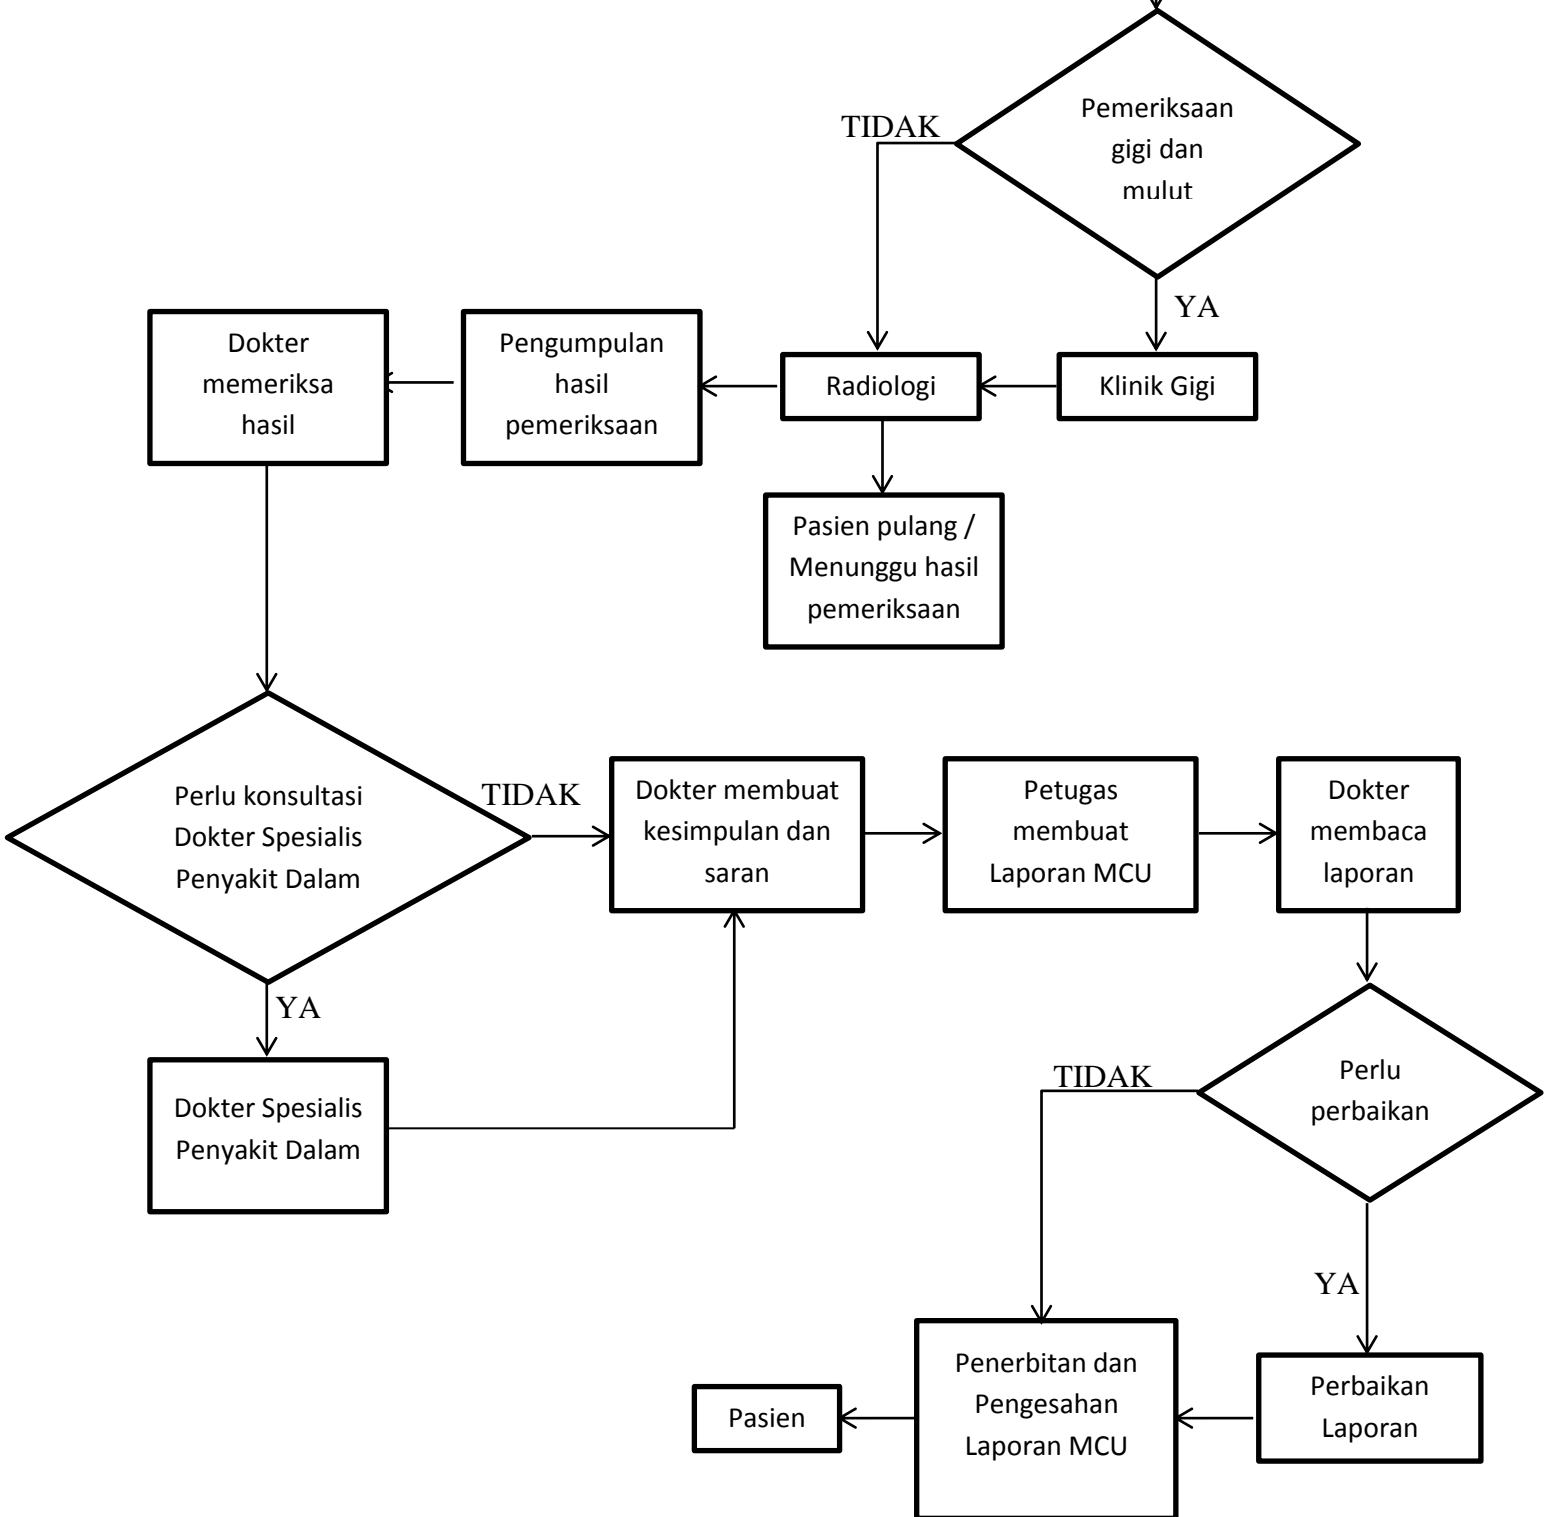 Pemeriksaan
gigi dan
mulut
TIDAK
YA
Dokter
memeriksa
hasil
Pengumpulan
hasil
pemeriksaan
Radiologi
Klinik Gigi
Pasien pulang /
Menunggu hasil
pemeriksaan
Perlu konsultasi
Dokter Spesialis
Penyakit Dalam
TIDAK
Dokter membuat
kesimpulan dan
saran
Petugas
membuat
Laporan MCU
Dokter
membaca
laporan
YA
Dokter Spesialis
Penyakit Dalam
Perlu
perbaikan
TIDAK
YA
Perbaikan
Laporan
Penerbitan dan
Pengesahan
Laporan MCU
Pasien